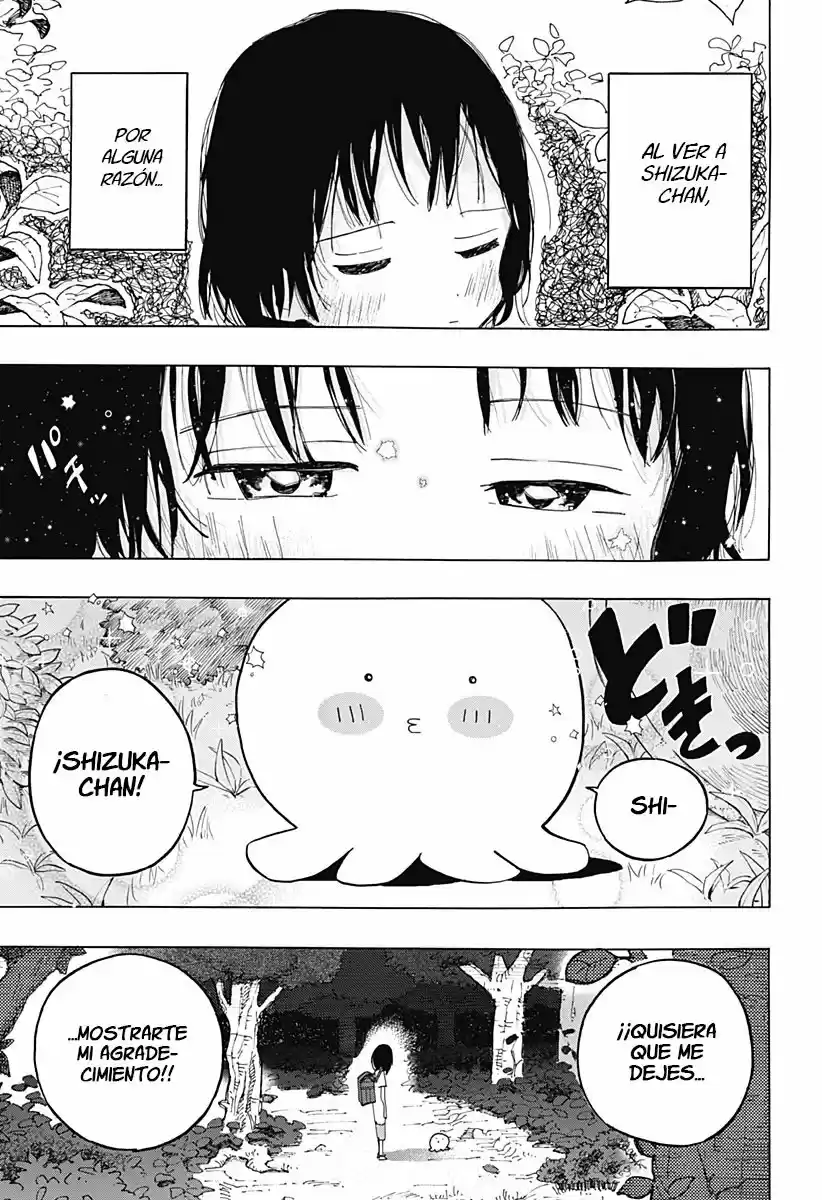 AL VER A
SHIZUKA-
CHAN,
POR
ALGUNA
RAZÓN...
パチッ
どきっ
SHI-
¡SHIZUKA-
CHAN!
¡¡QUISIERA
QUE ME
DEJES...
...MOSTRARTE
MI AGRADE-
CIMIENTO!!